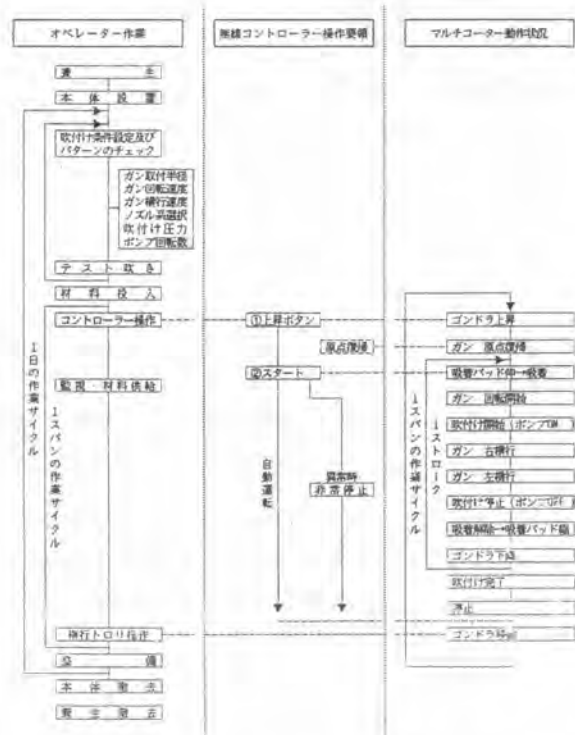 オペレーター作業
養生
本体設置
吹付け条件設定及び
パターンのチェック
ガン取付半径
ガン回転速度
ガン横行速度
ノズル高選択
吹付け圧力
ポンプ回転数
テスト吹き
材料投入
コントローラー操作
監視・材料供給
横行トロリ操作
整備
本体撤去
養生撤去
1日の作業サイクル
1スパンの作業サイクル
無線コントローラー操作要領
①上昇ボタン
原点復帰
②スタート
自動運転
異常時
非常停止
マルチコーター動作状況
ゴンドラ上昇
ガン 原点復帰
吸着パッド伸→吸着
ガン 回転開始
吹付け開始(ポンプON)
ガン 右横行
ガン 左横行
吹付け停止(ポンプOFF)
吸着解除→吸着パッド縮
ゴンドラ下降
吹付け完了
停止
ゴンドラ
1スパンの作業サイクル
1ストローク